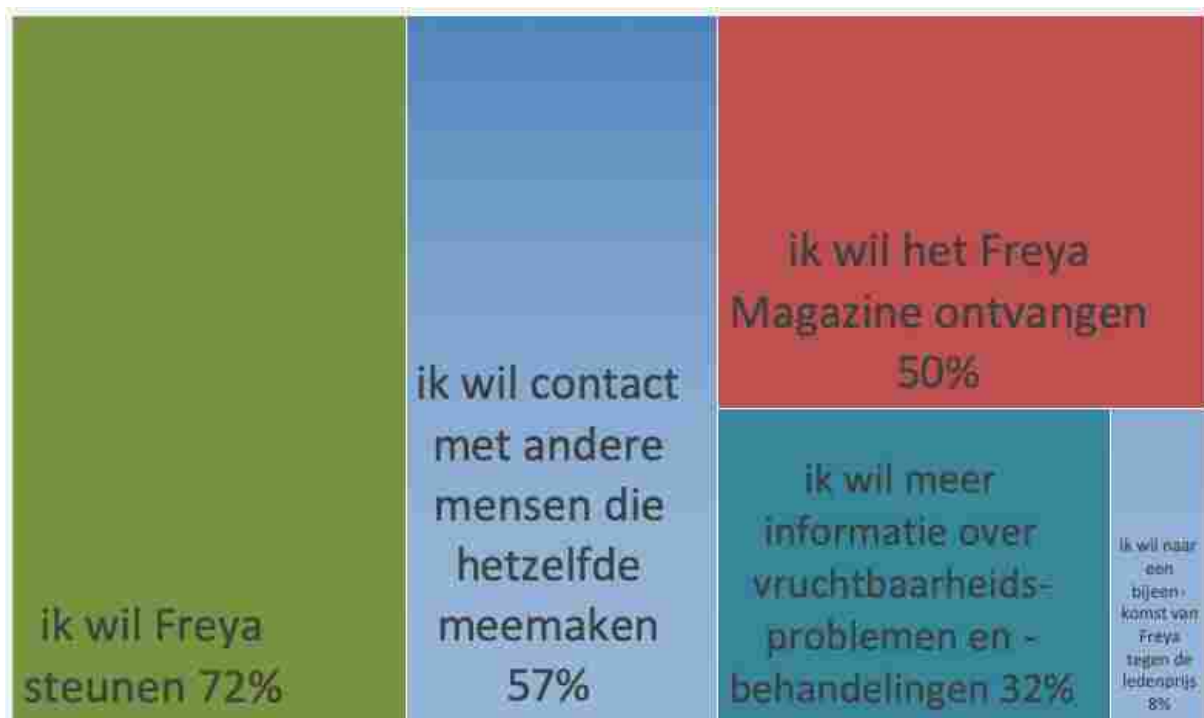 ik wil Freya
steunen 72%
ik wil contact
met andere
mensen die
hetzelfde
meemaken
57%
ik wil het Freya
Magazine ontvangen
50%
ik wil meer
informatie over
vruchtbaarheids-
problemen en -
behandelingen 32%
ik wil naar
een
bijeen-
komst van
Freya
tegen de
ledenprijs
8%